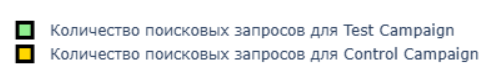 Количество поисковых запросов для Test Campaign
Количество поисковых запросов для Control Campaign